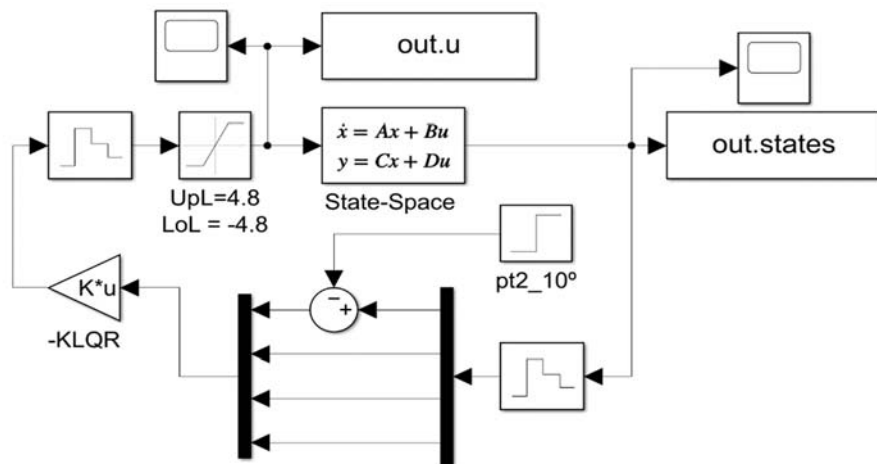 out.u
ẋ = Ax + Bu
y = Cx + Du
out.states
UpL=4.8
LoL = -4.8
State-Space
− +
pt2_10º
K*u
-KLQR